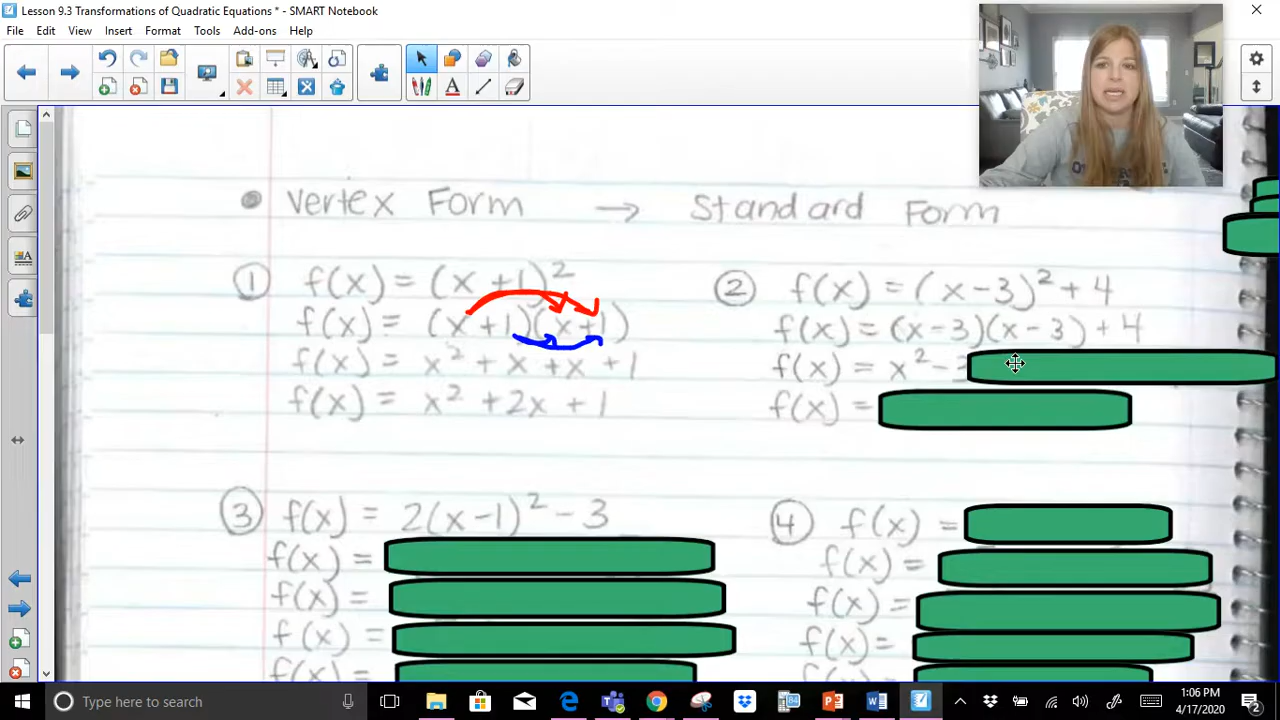 Lesson 9.3 Transformations of Quadratic Equations * - SMART Notebook
File Edit View Insert Format Tools Add-ons Help
• Vertex Form → Standard Form
① f(x) = (x +1)²
f(x) = (x +1)(x+1)
f(x) = x² + x + x + 1
f(x) = x² + 2x + 1
② f(x) = (x-3)² + 4
f(x) = (x-3)(x-3) + 4
f(x) = x² -
f(x) =
③ f(x) = 2(x-1)² - 3
f(x) =
f(x) =
f(x) =
f(x) =
④ f(x) =
f(x) =
f(x) =
f(x) =
Type here to search
1:06 PM
4/17/2020
2